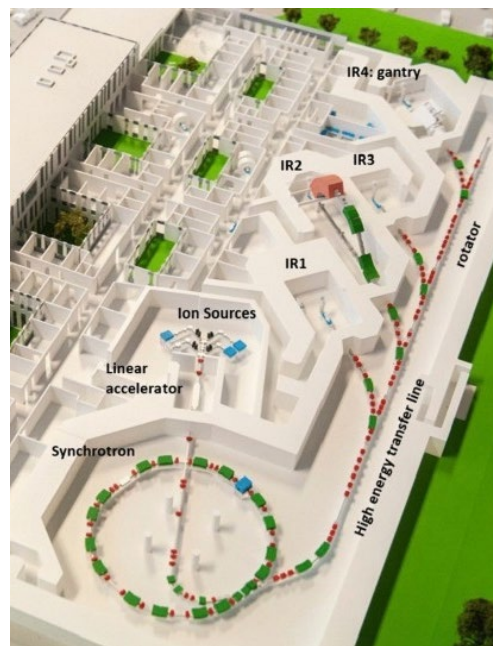 IR4: gantry
IR2
IR3
rotator
IR1
Ion Sources
Linear
accelerator
High energy transfer line
Synchrotron